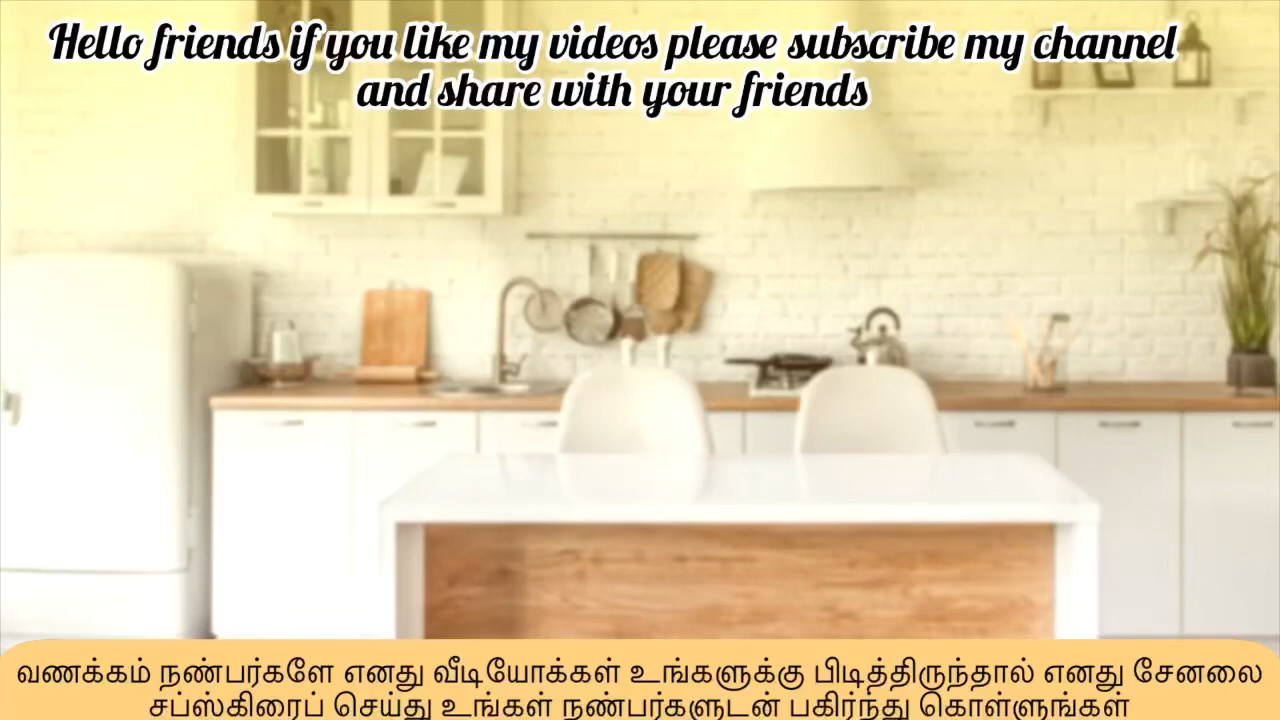 Hello friends if you like my videos please subscribe my channel
and share with your friends
வணக்கம் நண்பர்களே எனது வீடியோக்கள் உங்களுக்கு பிடித்திருந்தால் எனது சேனலை
சப்ஸ்கிரைப் செய்து உங்கள் நண்பர்களுடன் பகிர்ந்து கொள்ளுங்கள்